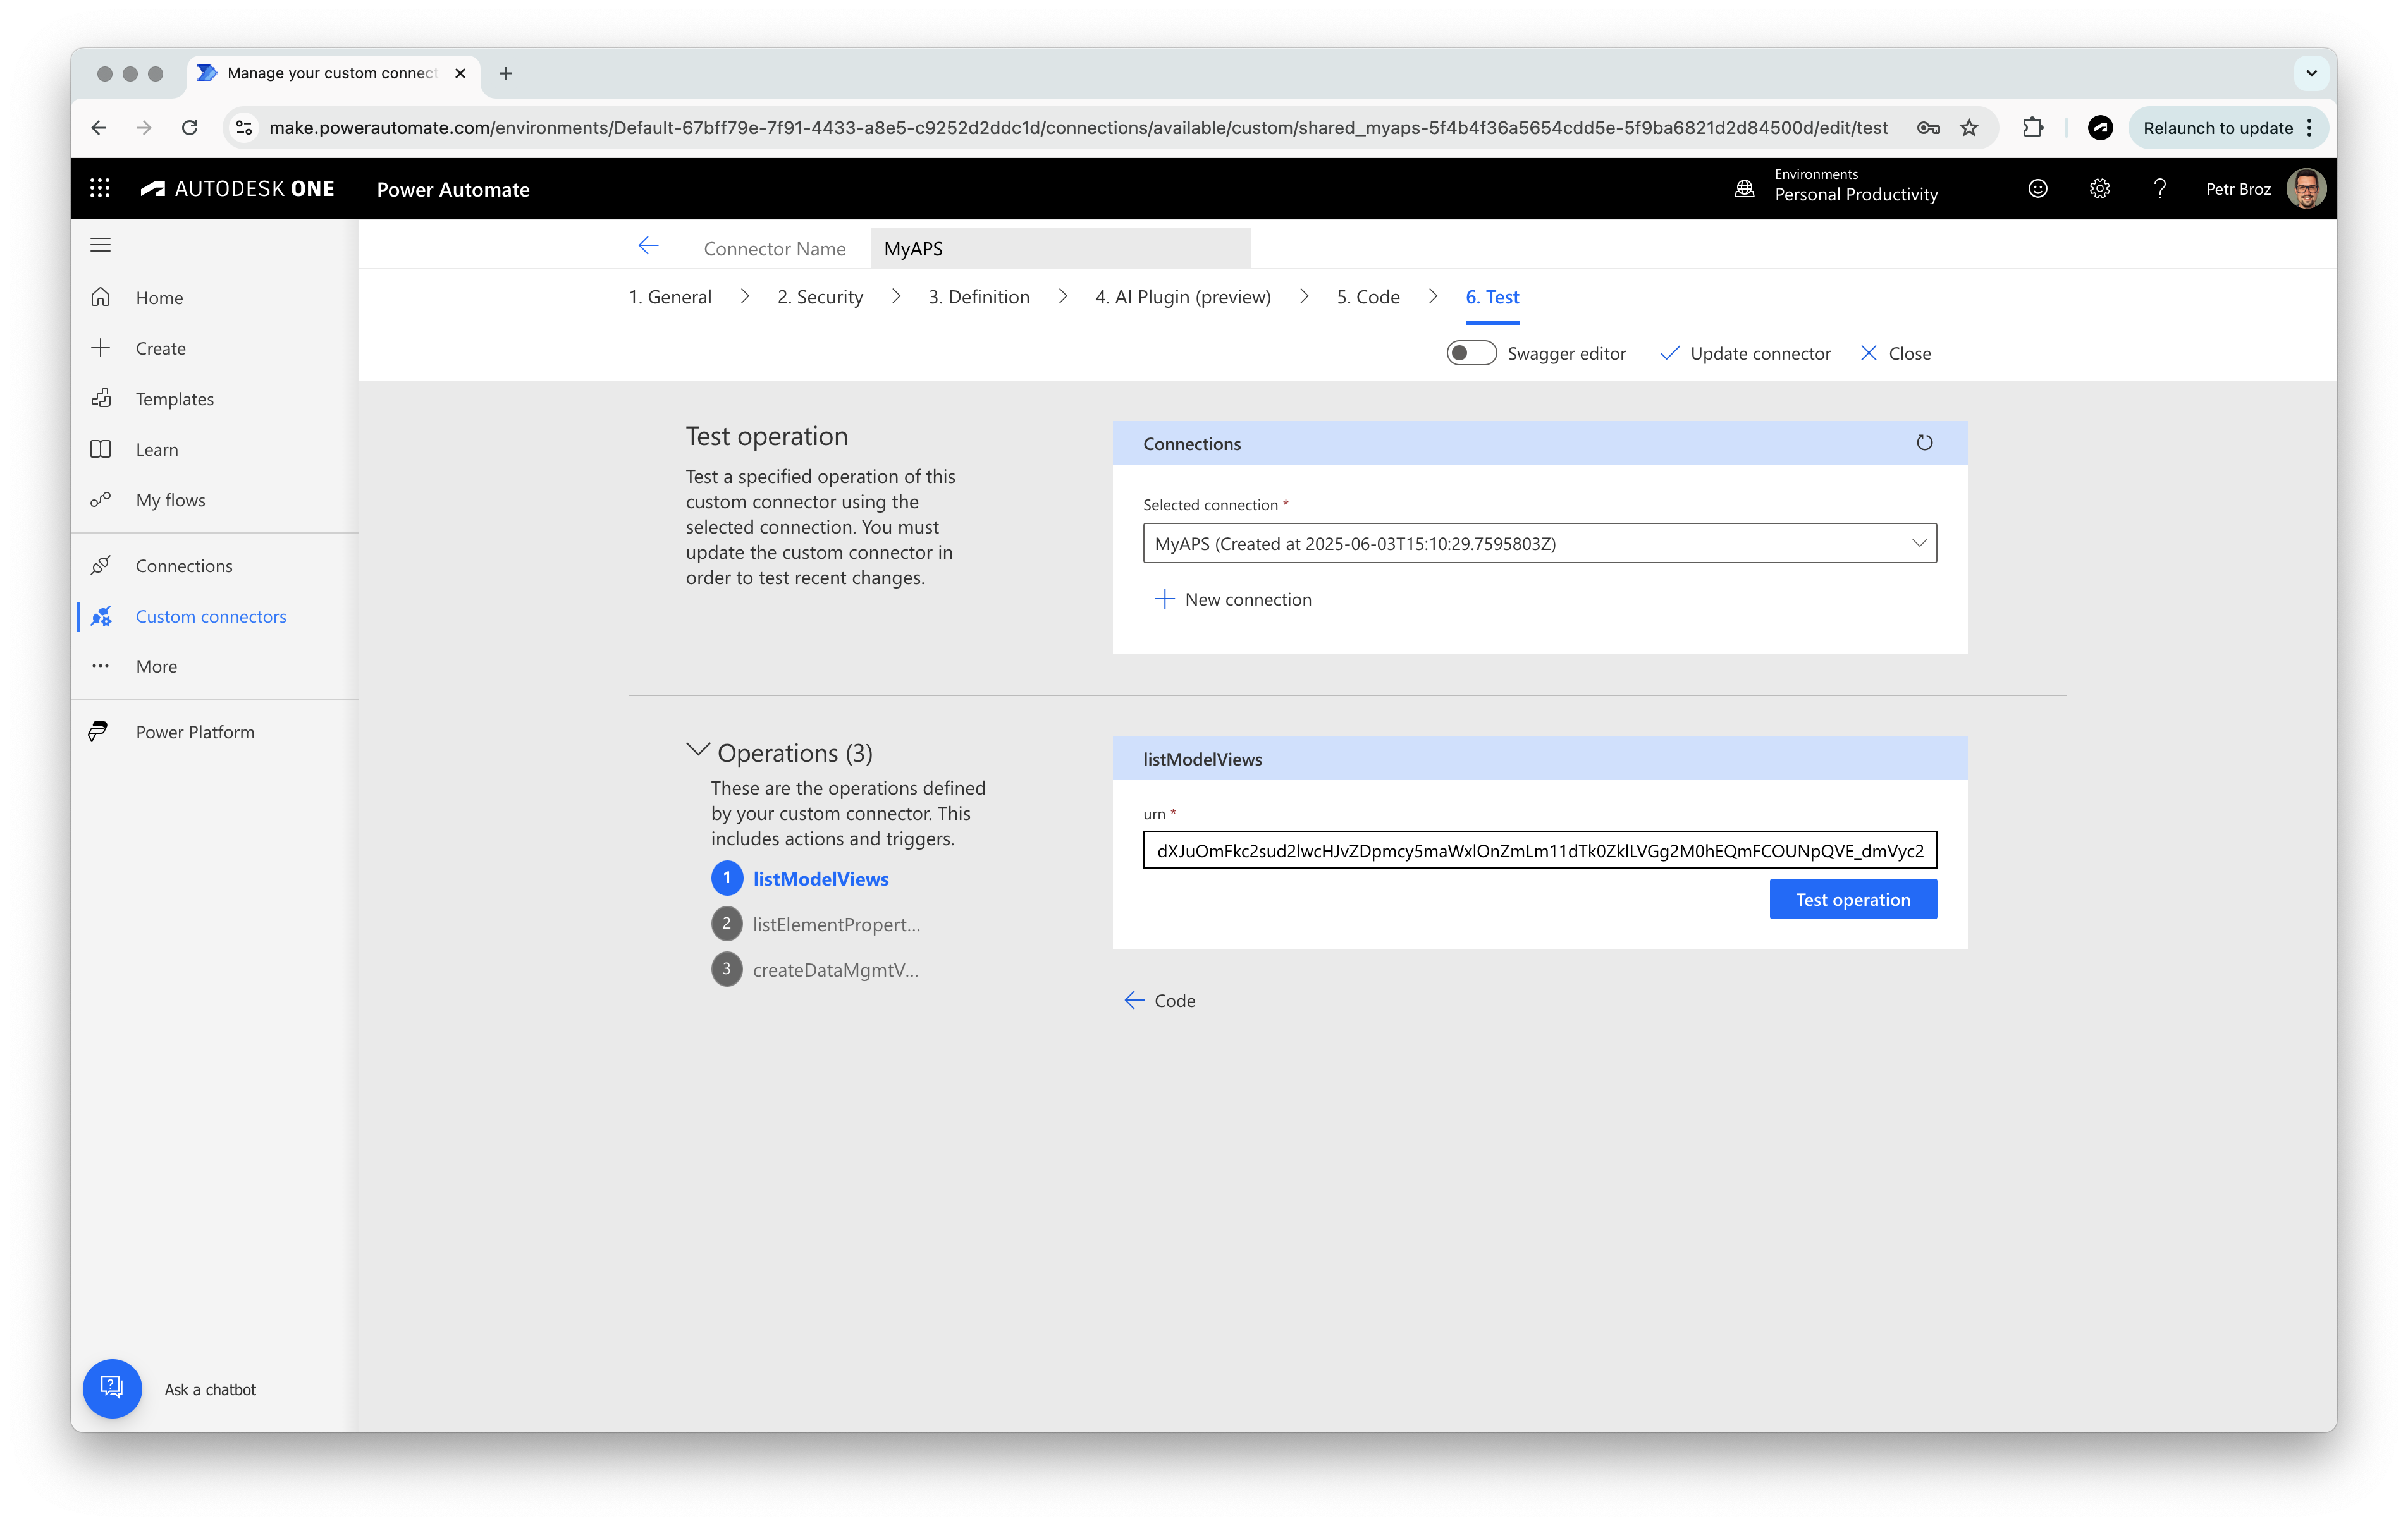 Manage your custom connect
make.powerautomate.com/environments/Default-67bff79e-7f91-4433-a8e5-c9252d2ddc1d/connections/available/custom/shared_myaps-5f4b4f36a5654cdd5e-5f9ba6821d2d84500d/edit/test
Relaunch to update
AUTODESK ONE
Power Automate
Environments
Personal Productivity
Petr Broz
Connector Name
MyAPS
1. General
2. Security
3. Definition
4. AI Plugin (preview)
5. Code
6. Test
Swagger editor
Update connector
Close
Home
Create
Templates
Learn
My flows
Connections
Custom connectors
More
Power Platform
Ask a chatbot
Test operation
Test a specified operation of this
custom connector using the
selected connection. You must
update the custom connector in
order to test recent changes.
Connections
Selected connection *
MyAPS (Created at 2025-06-03T15:10:29.7595803Z)
New connection
Operations (3)
These are the operations defined
by your custom connector. This
includes actions and triggers.
1 listModelViews
2 listElementPropert...
3 createDataMgmtV...
listModelViews
urn *
dXJuOmFkc2sud2lwcHJvZDpmcy5maWxlOnZmLm11dTk0ZklLVGg2M0hEQmFCOUNpQVE_dmVyc2
Test operation
Code